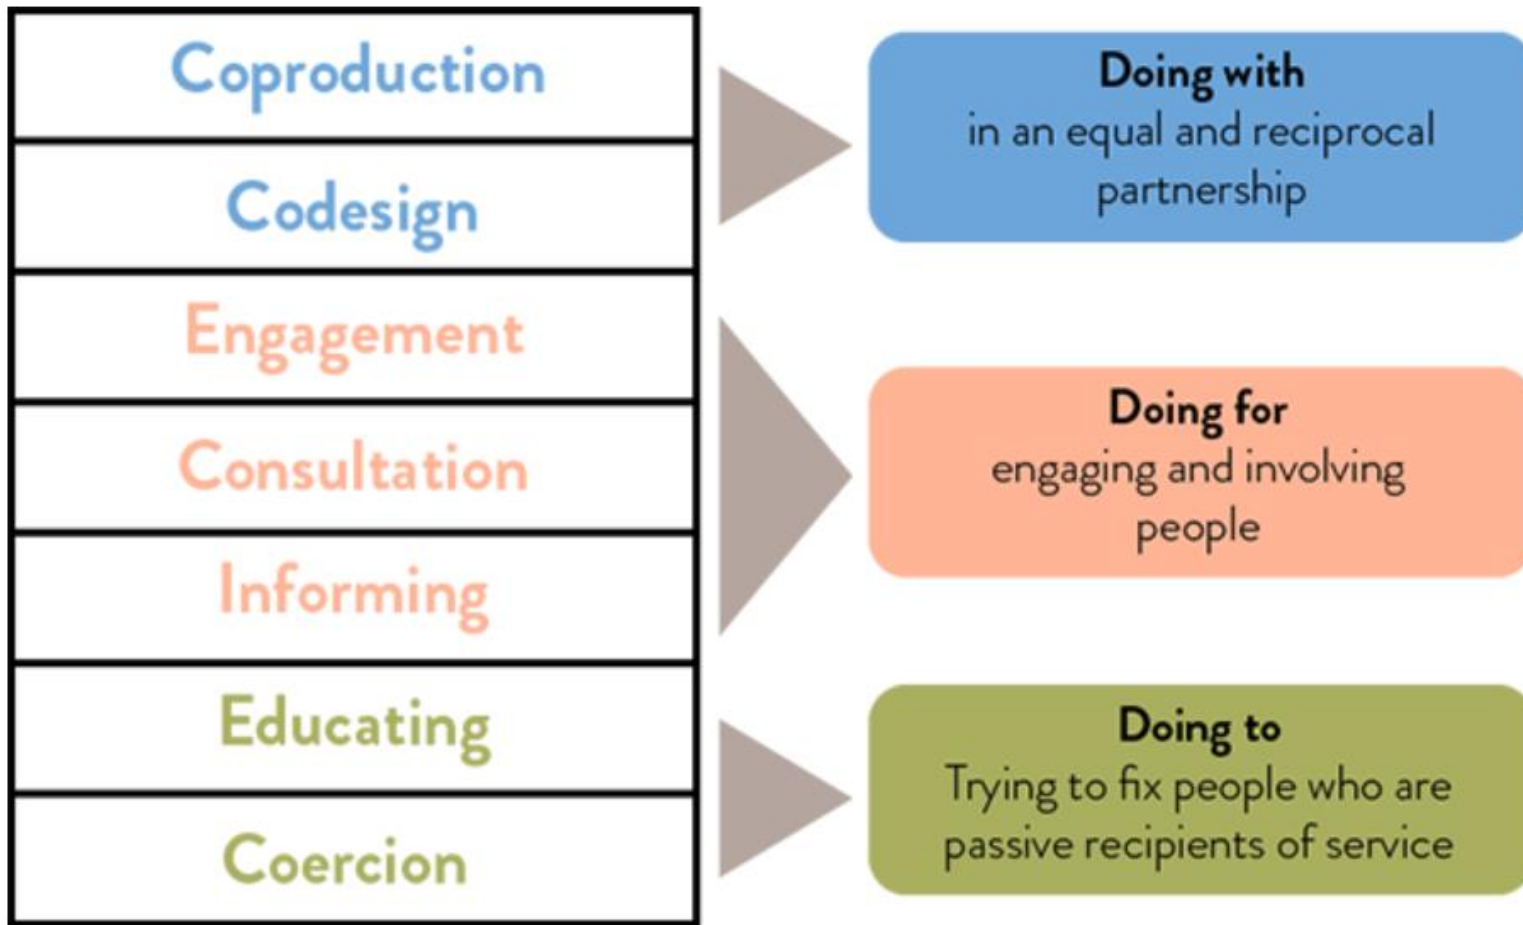 Coproduction
Codesign
Engagement
Consultation
Informing
Educating
Coercion
Doing with
in an equal and reciprocal
partnership
Doing for
engaging and involving
people
Doing to
Trying to fix people who are
passive recipients of service